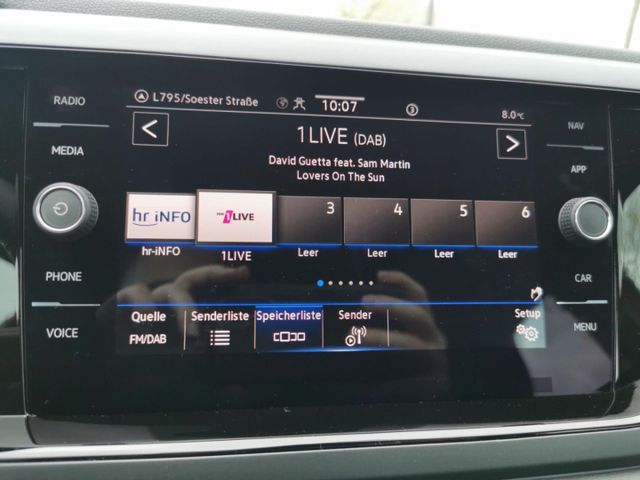 RADIO
MEDIA
PHONE
VOICE
L795/Soester Straße
10:07
3
8.0°C
1LIVE (DAB)
David Guetta feat. Sam Martin
Lovers On The Sun
hr iNFO
1LIVE
3
4
5
6
hr-iNFO
1LIVE
Leer
Leer
Leer
Leer
Quelle
FM/DAB
Senderliste
Speicherliste
Sender
Setup
NAV
APP
CAR
MENU